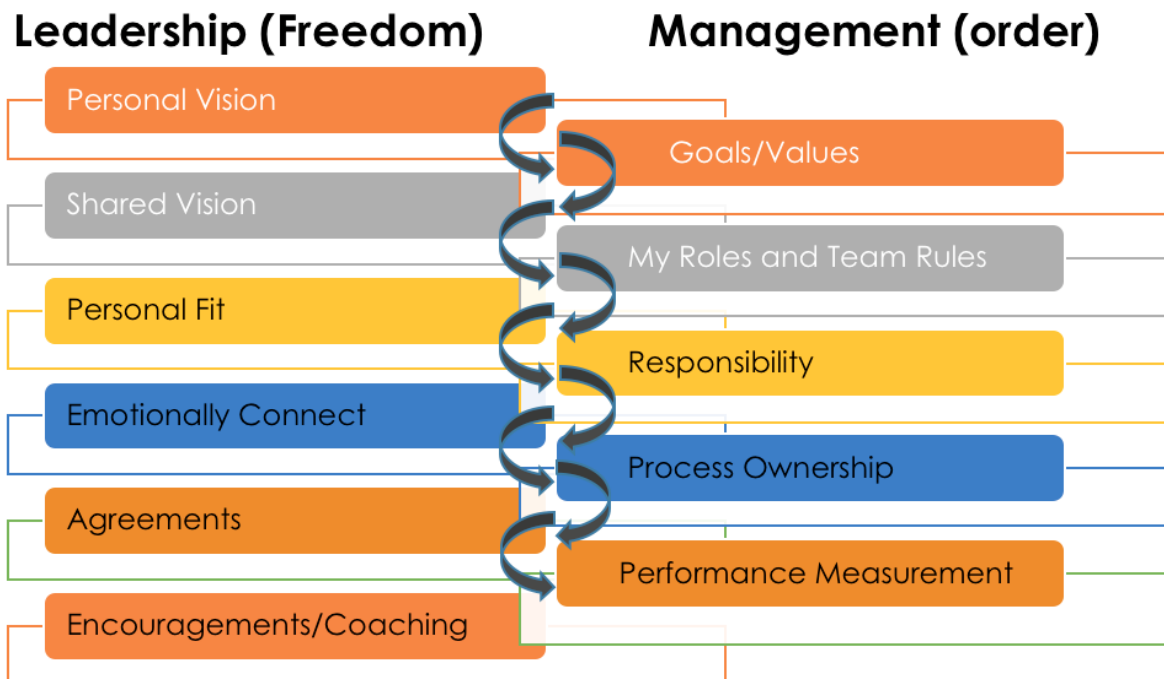 Leadership (Freedom)
Management (order)
Personal Vision
Goals/Values
Shared Vision
My Roles and Team Rules
Personal Fit
Responsibility
Emotionally Connect
Process Ownership
Agreements
Performance Measurement
Encouragements/Coaching